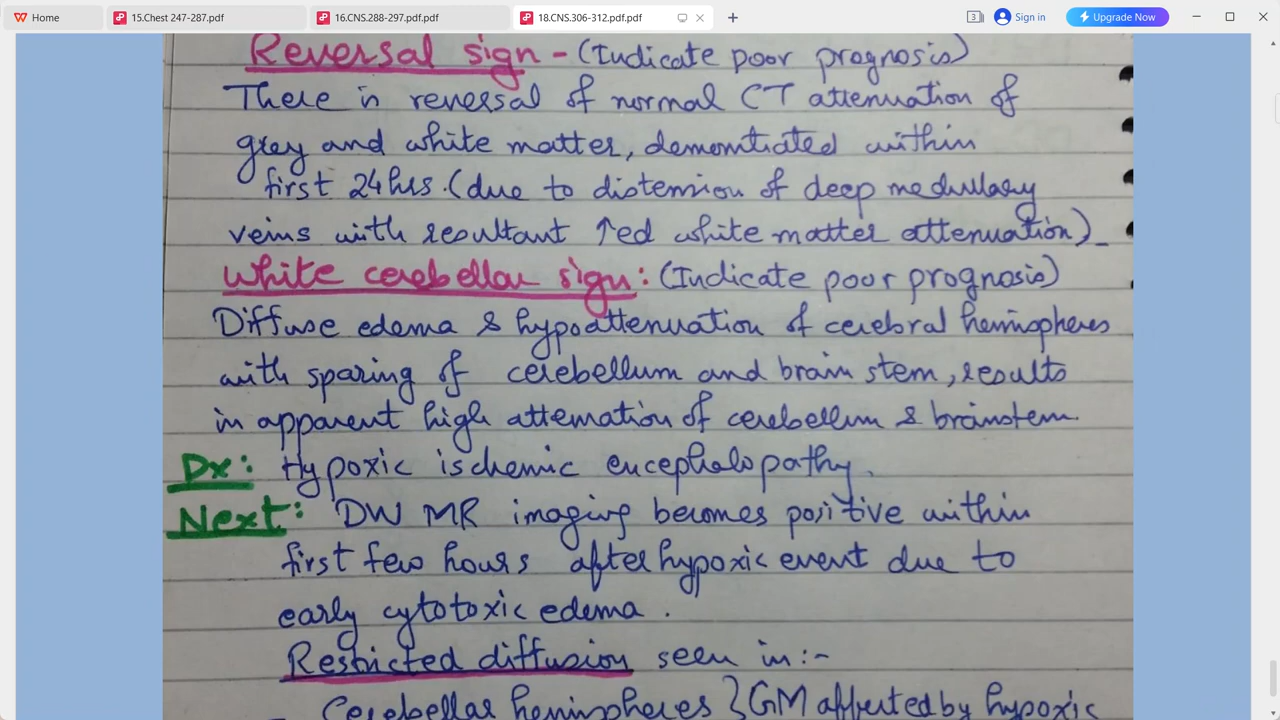 Home
15.Chest 247-287.pdf
16.CNS.288-297.pdf.pdf
18.CNS.306-312.pdf.pdf
3
Sign in
Upgrade Now
Reversal sign - (Indicate poor prognosis)
There is reversal of normal CT attenuation of
grey and white matter, demontrated within
first 24hrs. (due to distension of deep medullary
veins with resultant ↑ed white matter attenuation)
White cerebellar sign: (Indicate poor prognosis)
Diffuse edema & hypoattenuation of cerebral hemispheres
with sparing of cerebellum and brain stem, results
in apparent high attenuation of cerebellum & brainstem.
Dx: Hypoxic ischemic encephalopathy.
Next: DW MR imaging becomes positive within
first few hours after hypoxic event due to
early cytotoxic edema.
Restricted diffusion seen in:-
- Cerebellar hemispheres } GM affected by hypoxic